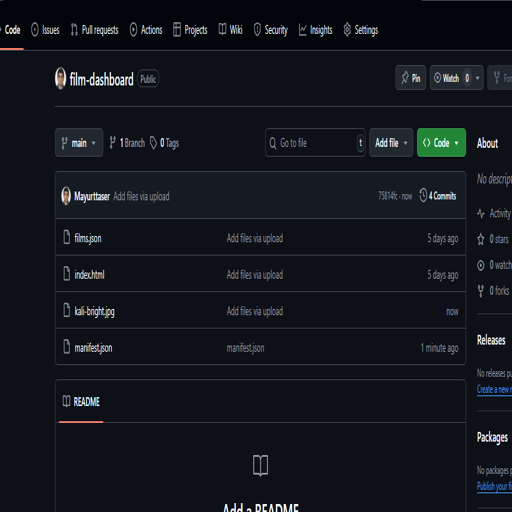 Code Issues Pull requests Actions Projects Wiki Security Insights Settings
film-dashboard Public Pin Watch 0
main 1 Branch 0 Tags Go to file t Add file Code About
No descript
Mayurttaser Add files via upload 75814fc · now 4 Commits
Activity
films.json Add files via upload 5 days ago 0 stars
0 watch
index.html Add files via upload 5 days ago
0 forks
kali-bright.jpg Add files via upload now
Releases
manifest.json manifest.json 1 minute ago
No releases pu
Create a new r
README
Packages
No packages p
Publish your fi
Add a README